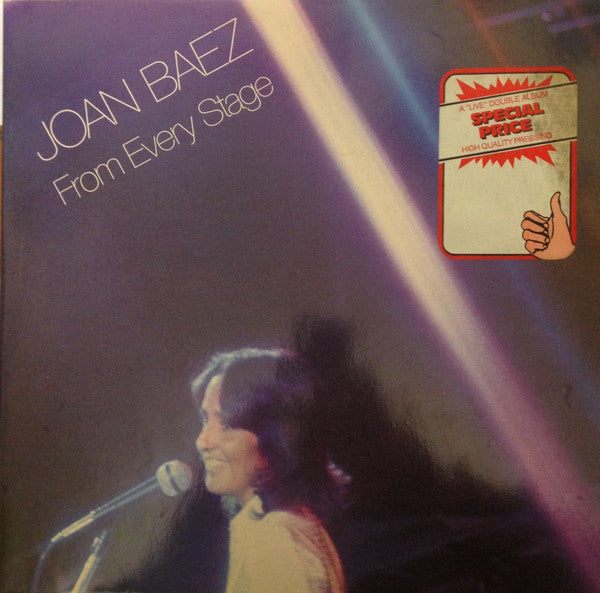 JOAN BAEZ
From Every Stage
A "LIVE" DOUBLE ALBUM
SPECIAL
PRICE
HIGH QUALITY PRESSING